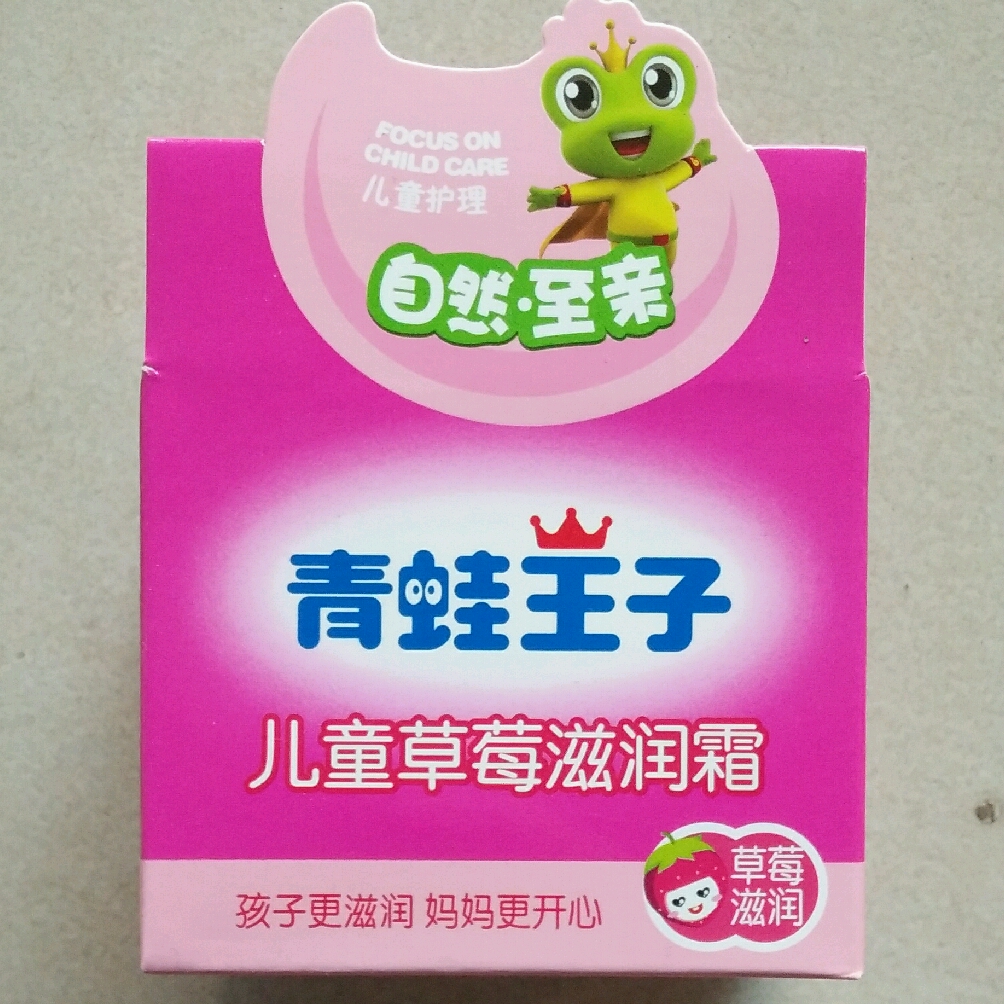 FOCUS ON
CHILD CARE
儿童护理
自然·至亲
青蛙王子
儿童草莓滋润霜
孩子更滋润 妈妈更开心
草莓
滋润